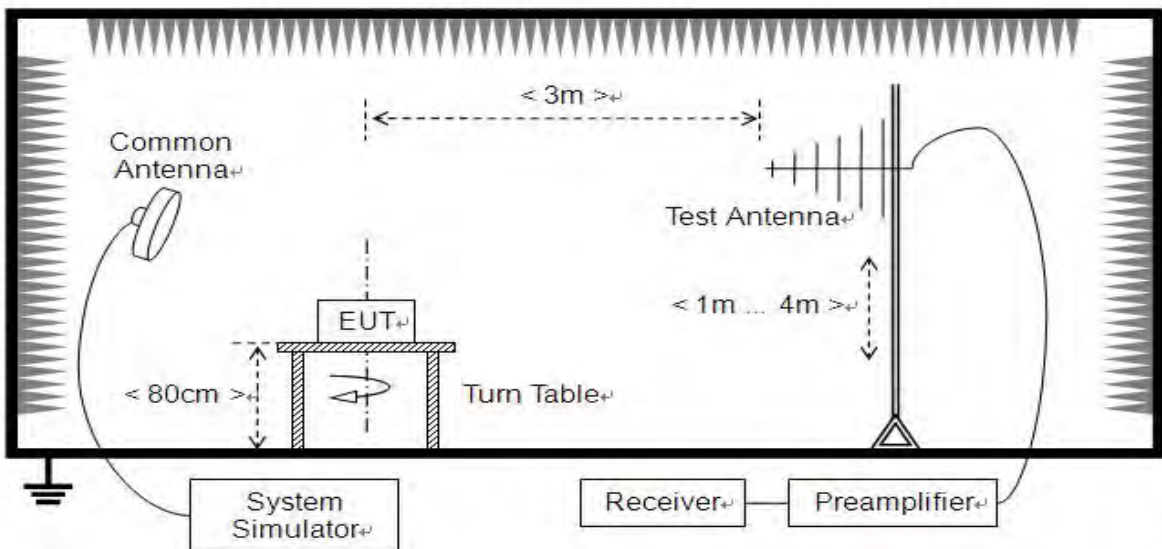 < 3m >↵
Common
Antenna↵
Test Antenna↵
< 1m ... 4m >↵
EUT↵
< 80cm >↵
Turn Table↵
System
Simulator↵
Receiver↵
Preamplifier↵